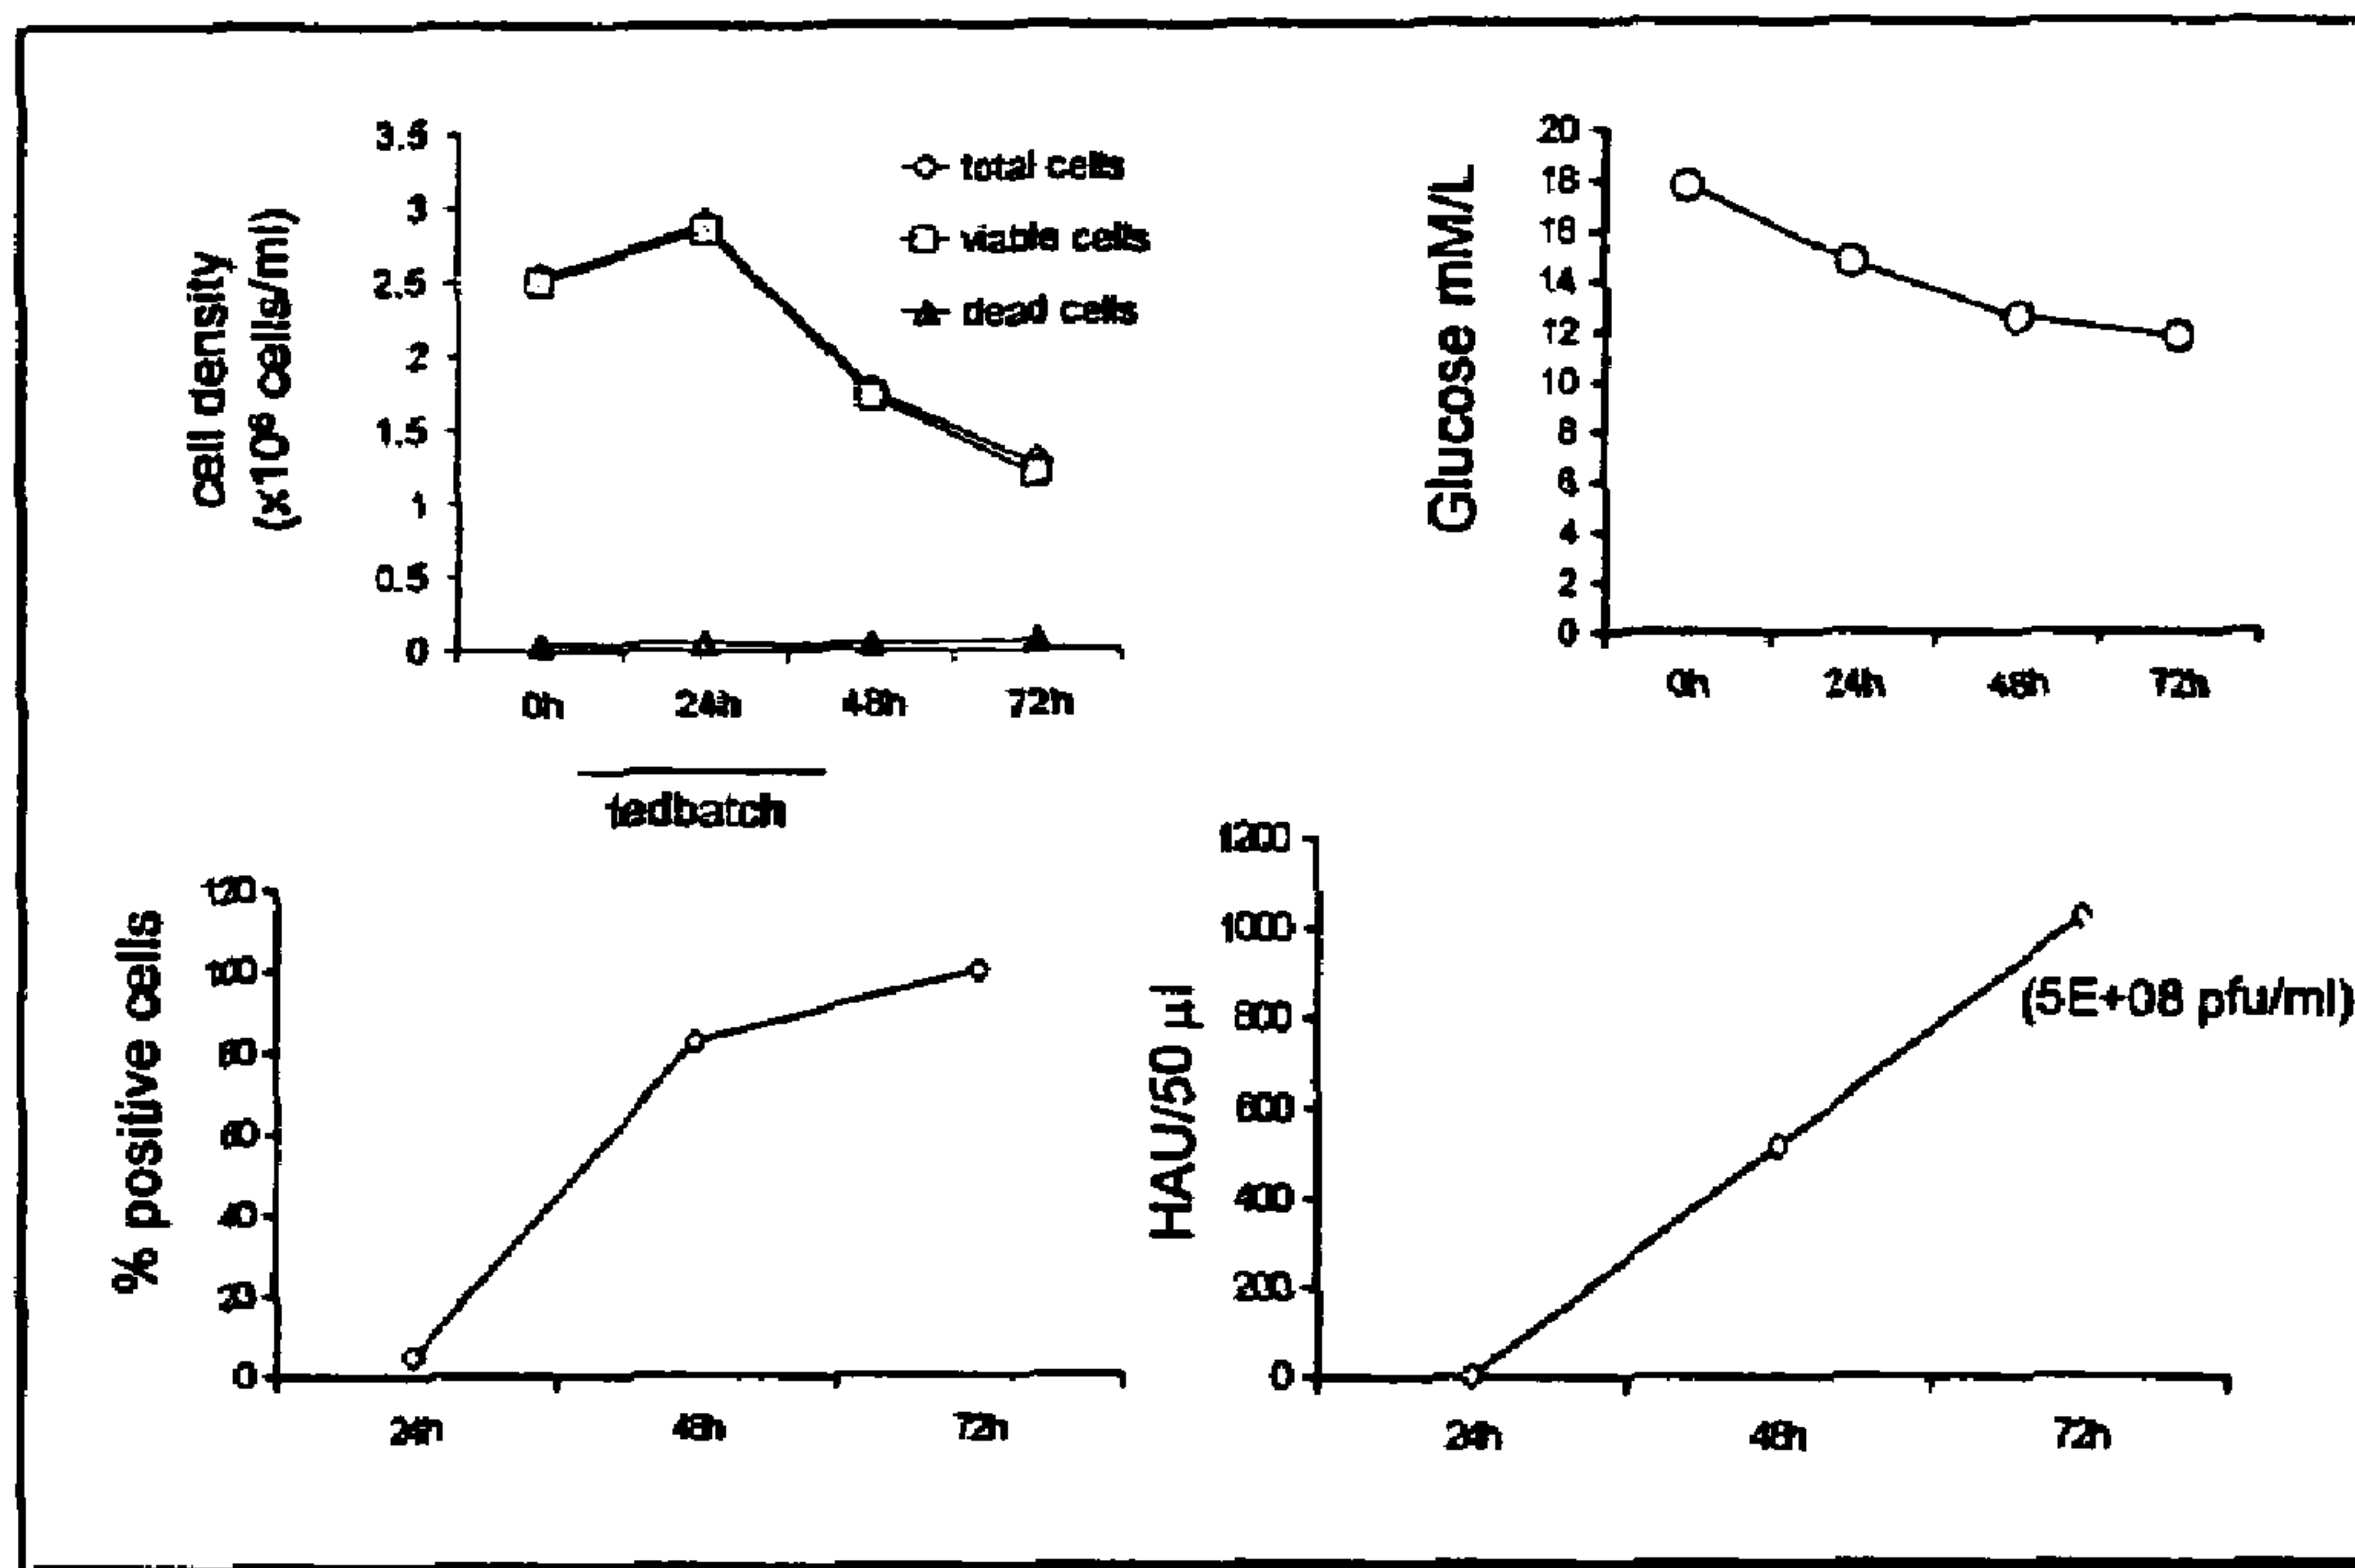 3.5
3
2.5
2
1.5
1
0.5
0
cell density
(x10⁶ cells/ml)
total cells
viable cells
dead cells
0h 24h 48h 72h
fedbatch
20
18
16
14
12
10
8
6
4
2
0
Glucose mM/L
0h 24h 48h 72h
120
100
80
60
40
20
0
% positive cells
24h 48h 72h
1200
1000
800
600
400
200
0
HAU/50 µl
(5E+08 pfu/ml)
24h 48h 72h